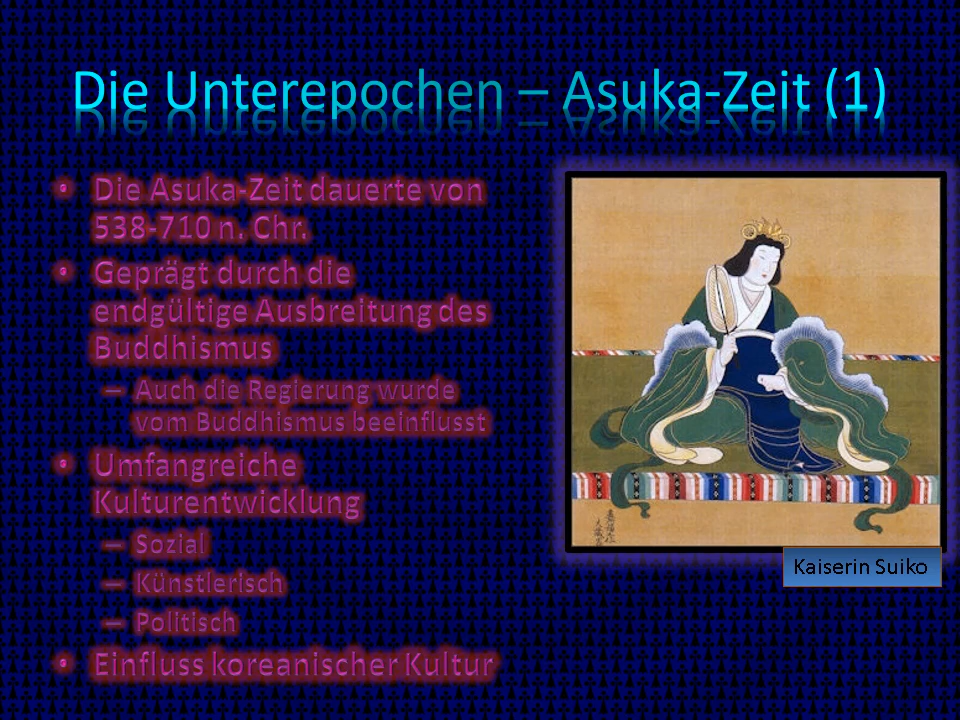 Die Unterepochen – Asuka-Zeit (1)
• Die Asuka-Zeit dauerte von
538-710 n. Chr.
• Geprägt durch die
endgültige Ausbreitung des
Buddhismus
– Auch die Regierung wurde
vom Buddhismus beeinflusst
• Umfangreiche
Kulturentwicklung
– Sozial
– Künstlerisch
– Politisch
• Einfluss koreanischer Kultur
Kaiserin Suiko